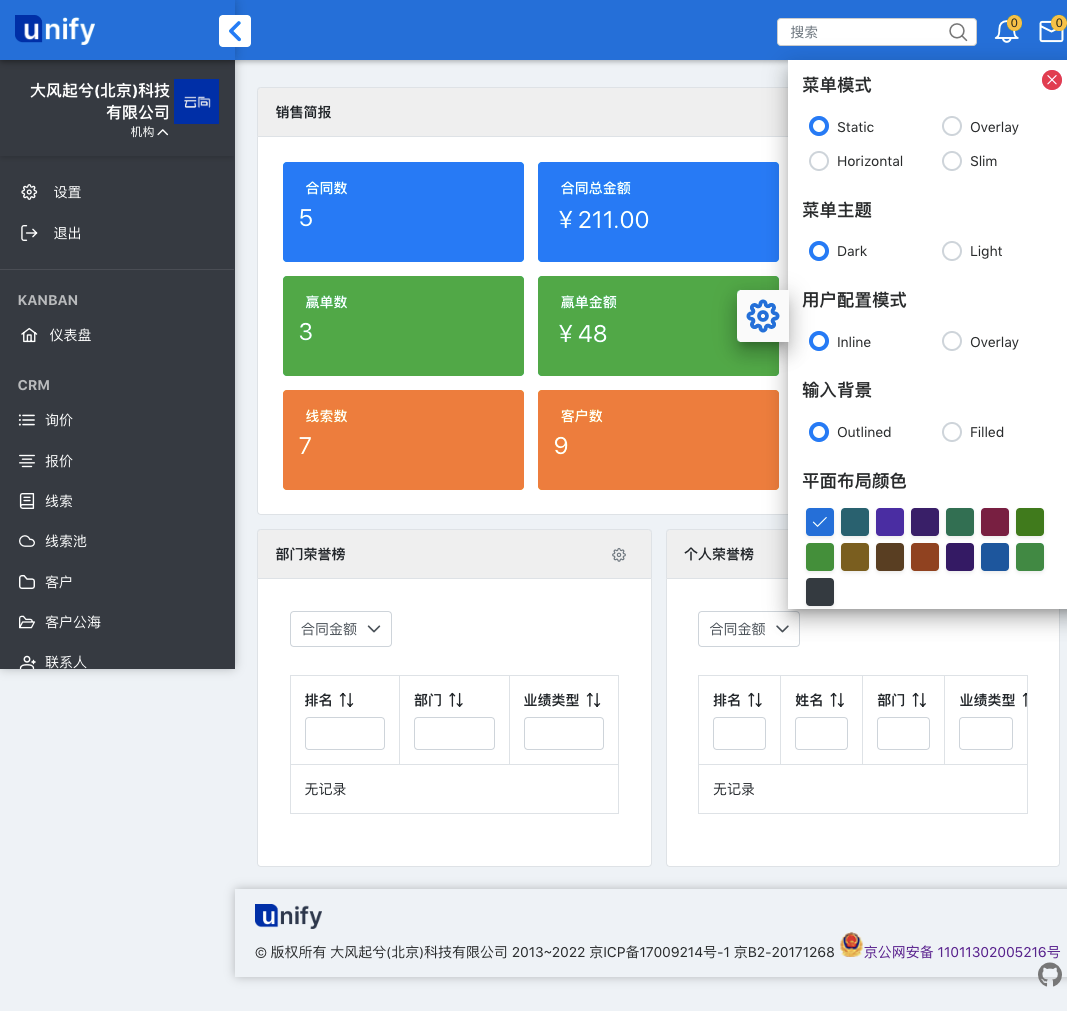 unify
搜索
0
0
大风起兮(北京)科技
有限公司
机构
云向
设置
退出
KANBAN
仪表盘
CRM
询价
报价
线索
线索池
客户
客户公海
联系人
销售简报
合同数
5
合同总金额
¥ 211.00
赢单数
3
赢单金额
¥ 48
线索数
7
客户数
9
菜单模式
Static
Overlay
Horizontal
Slim
菜单主题
Dark
Light
用户配置模式
Inline
Overlay
输入背景
Outlined
Filled
平面布局颜色
部门荣誉榜
合同金额
排名
部门
业绩类型
无记录
个人荣誉榜
合同金额
排名
姓名
部门
业绩类型
无记录
unify
© 版权所有 大风起兮(北京)科技有限公司 2013~2022 京ICP备17009214号-1 京B2-20171268 京公网安备 11011302005216号